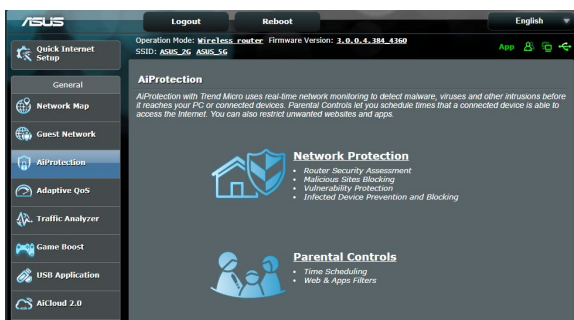 ASUS
Logout
Reboot
English
Quick Internet
Setup
Operation Mode: Wireless router Firmware Version: 3.0.0.4.384_4360
SSID: ASUS_2G ASUS_5G
App
General
Network Map
Guest Network
AiProtection
Adaptive QoS
Traffic Analyzer
Game Boost
USB Application
AiCloud 2.0
AiProtection
AiProtection with Trend Micro uses real-time network monitoring to detect malware, viruses and other intrusions before
it reaches your PC or connected devices. Parental Controls let you schedule times that a connected device is able to
access the Internet. You can also restrict unwanted websites and apps.
Network Protection
• Router Security Assessment
• Malicious Sites Blocking
• Vulnerability Protection
• Infected Device Prevention and Blocking
Parental Controls
• Time Scheduling
• Web & Apps Filters